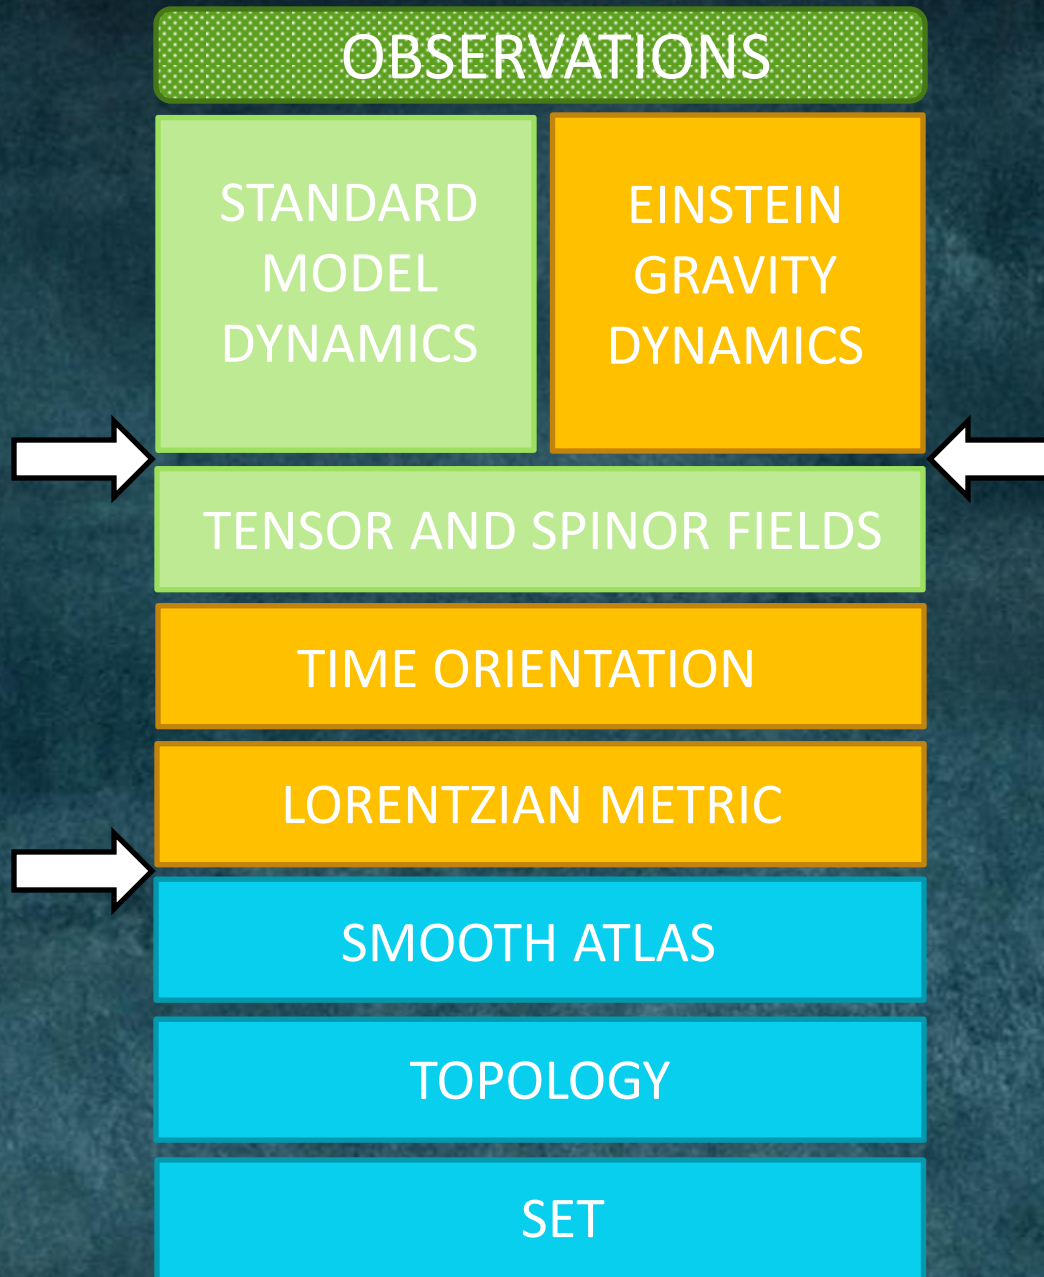 OBSERVATIONS
STANDARD
MODEL
DYNAMICS
EINSTEIN
GRAVITY
DYNAMICS
TENSOR AND SPINOR FIELDS
TIME ORIENTATION
LORENTZIAN METRIC
SMOOTH ATLAS
TOPOLOGY
SET